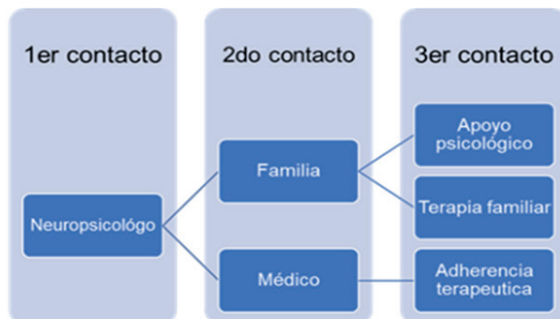 1er contacto
2do contacto
3er contacto
Neuropsicológo
Familia
Médico
Apoyo
psicológico
Terapia familiar
Adherencia
terapeutica